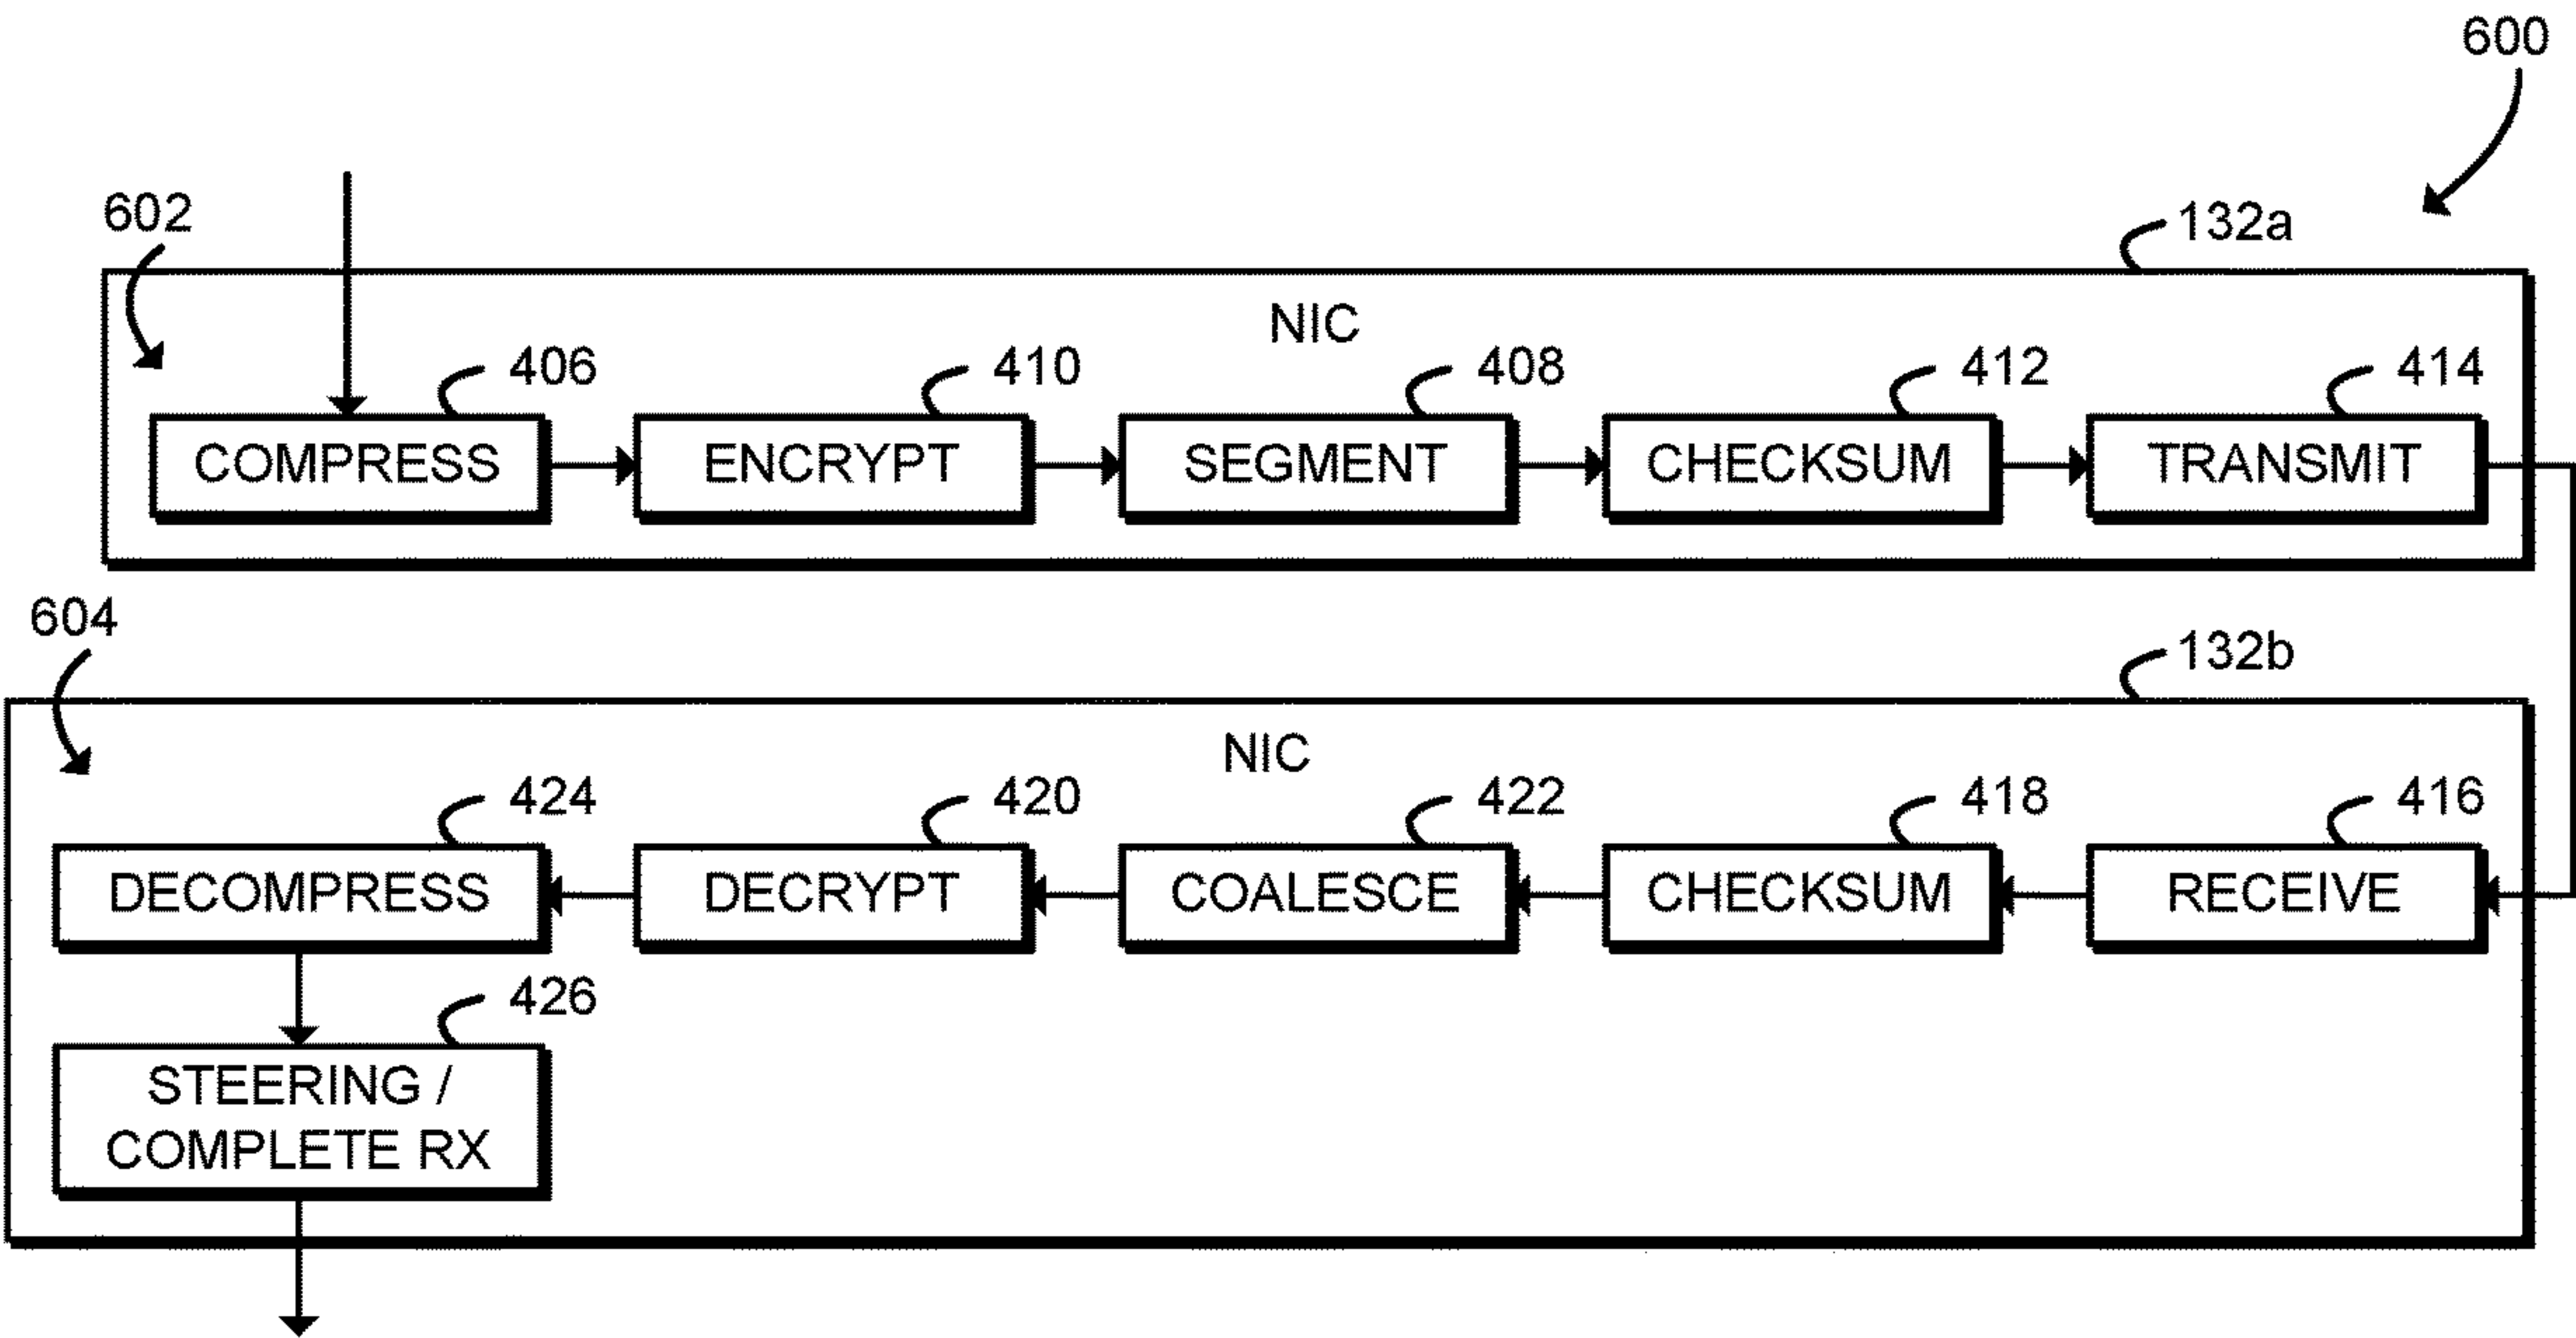 600
602
132a
NIC
406
410
408
412
414
COMPRESS
ENCRYPT
SEGMENT
CHECKSUM
TRANSMIT
604
132b
NIC
424
420
422
418
416
DECOMPRESS
DECRYPT
COALESCE
CHECKSUM
RECEIVE
426
STEERING /
COMPLETE RX